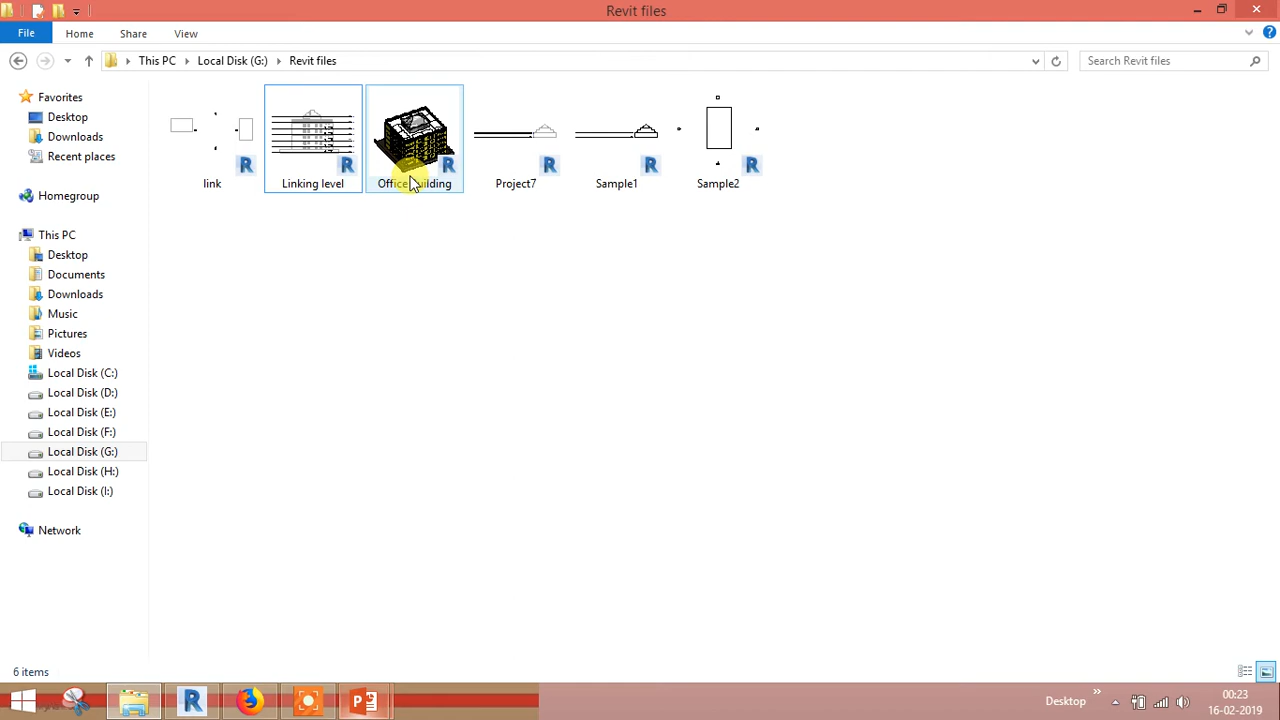 Revit files
File Home Share View
This PC Local Disk (G:) Revit files
Search Revit files
Favorites
Desktop
Downloads
Recent places
Homegroup
This PC
Desktop
Documents
Downloads
Music
Pictures
Videos
Local Disk (C:)
Local Disk (D:)
Local Disk (E:)
Local Disk (F:)
Local Disk (G:)
Local Disk (H:)
Local Disk (I:)
Network
link Linking level Office building Project7 Sample1 Sample2
6 items
Desktop
00:23
16-02-2019